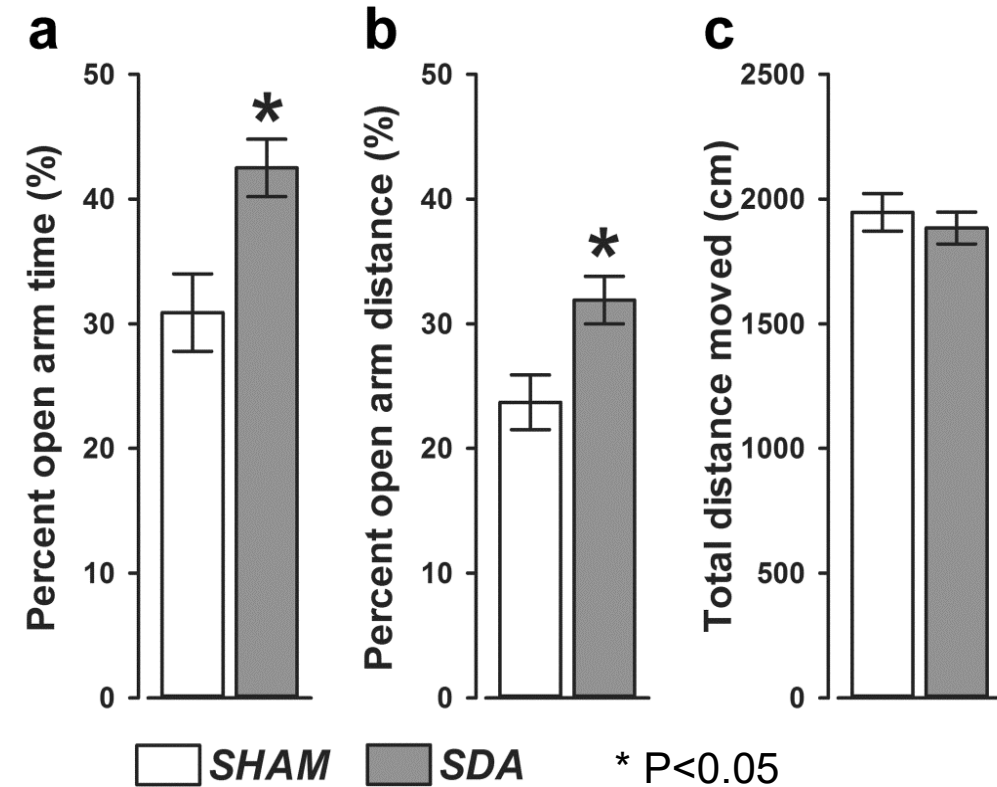 a
b
c
Percent open arm time (%)
50
40
30
20
10
0
*
Percent open arm distance (%)
50
40
30
20
10
0
*
Total distance moved (cm)
2500
2000
1500
1000
500
0
SHAM
SDA
* P<0.05